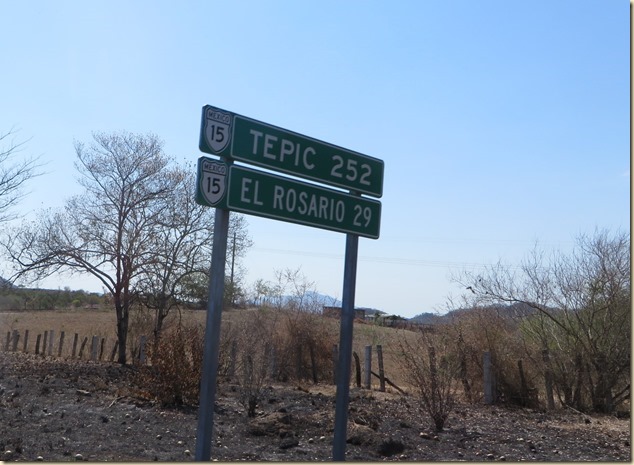 MEXICO
15
TEPIC 252
MEXICO
15
EL ROSARIO 29